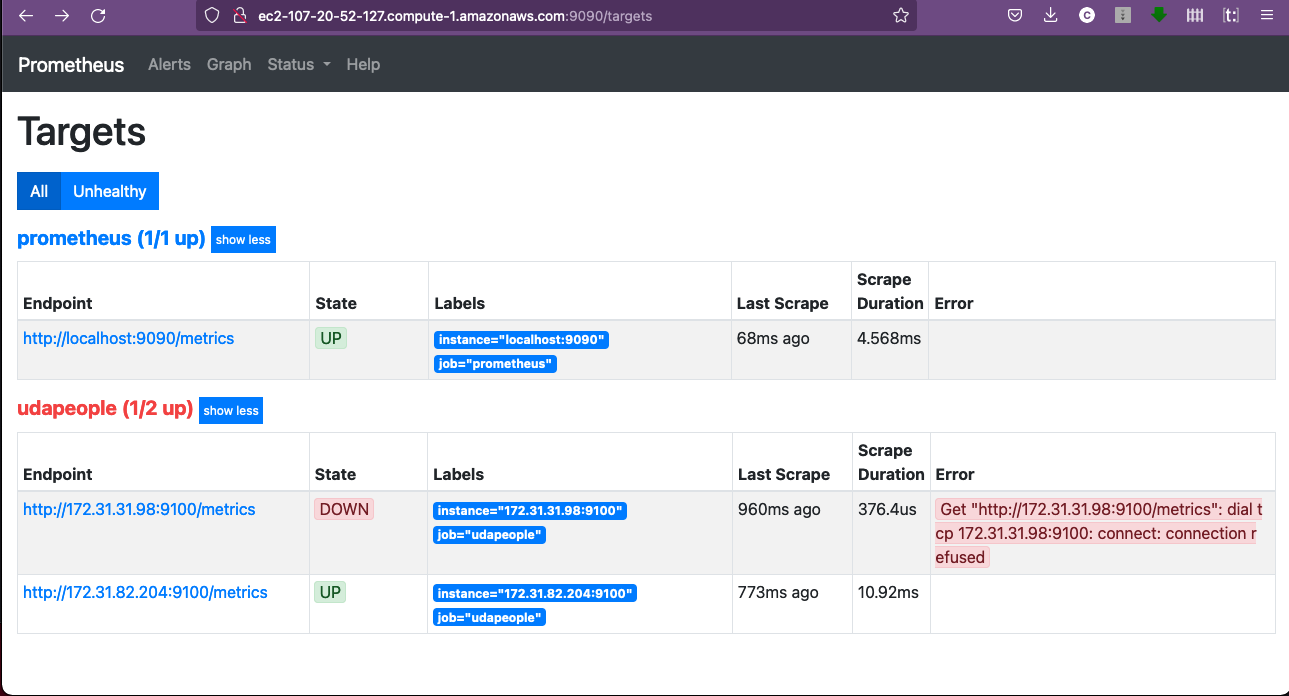 ec2-107-20-52-127.compute-1.amazonaws.com:9090/targets
C
[t:]
Prometheus Alerts Graph Status Help
Targets
All Unhealthy
prometheus (1/1 up) show less
Scrape
Endpoint State Labels Last Scrape Duration Error
http://localhost:9090/metrics UP instance="localhost:9090" 68ms ago 4.568ms
job="prometheus"
udapeople (1/2 up) show less
Scrape
Endpoint State Labels Last Scrape Duration Error
http://172.31.31.98:9100/metrics DOWN instance="172.31.31.98:9100" 960ms ago 376.4us Get "http://172.31.31.98:9100/metrics": dial t
job="udapeople" cp 172.31.31.98:9100: connect: connection r
efused
http://172.31.82.204:9100/metrics UP instance="172.31.82.204:9100" 773ms ago 10.92ms
job="udapeople"